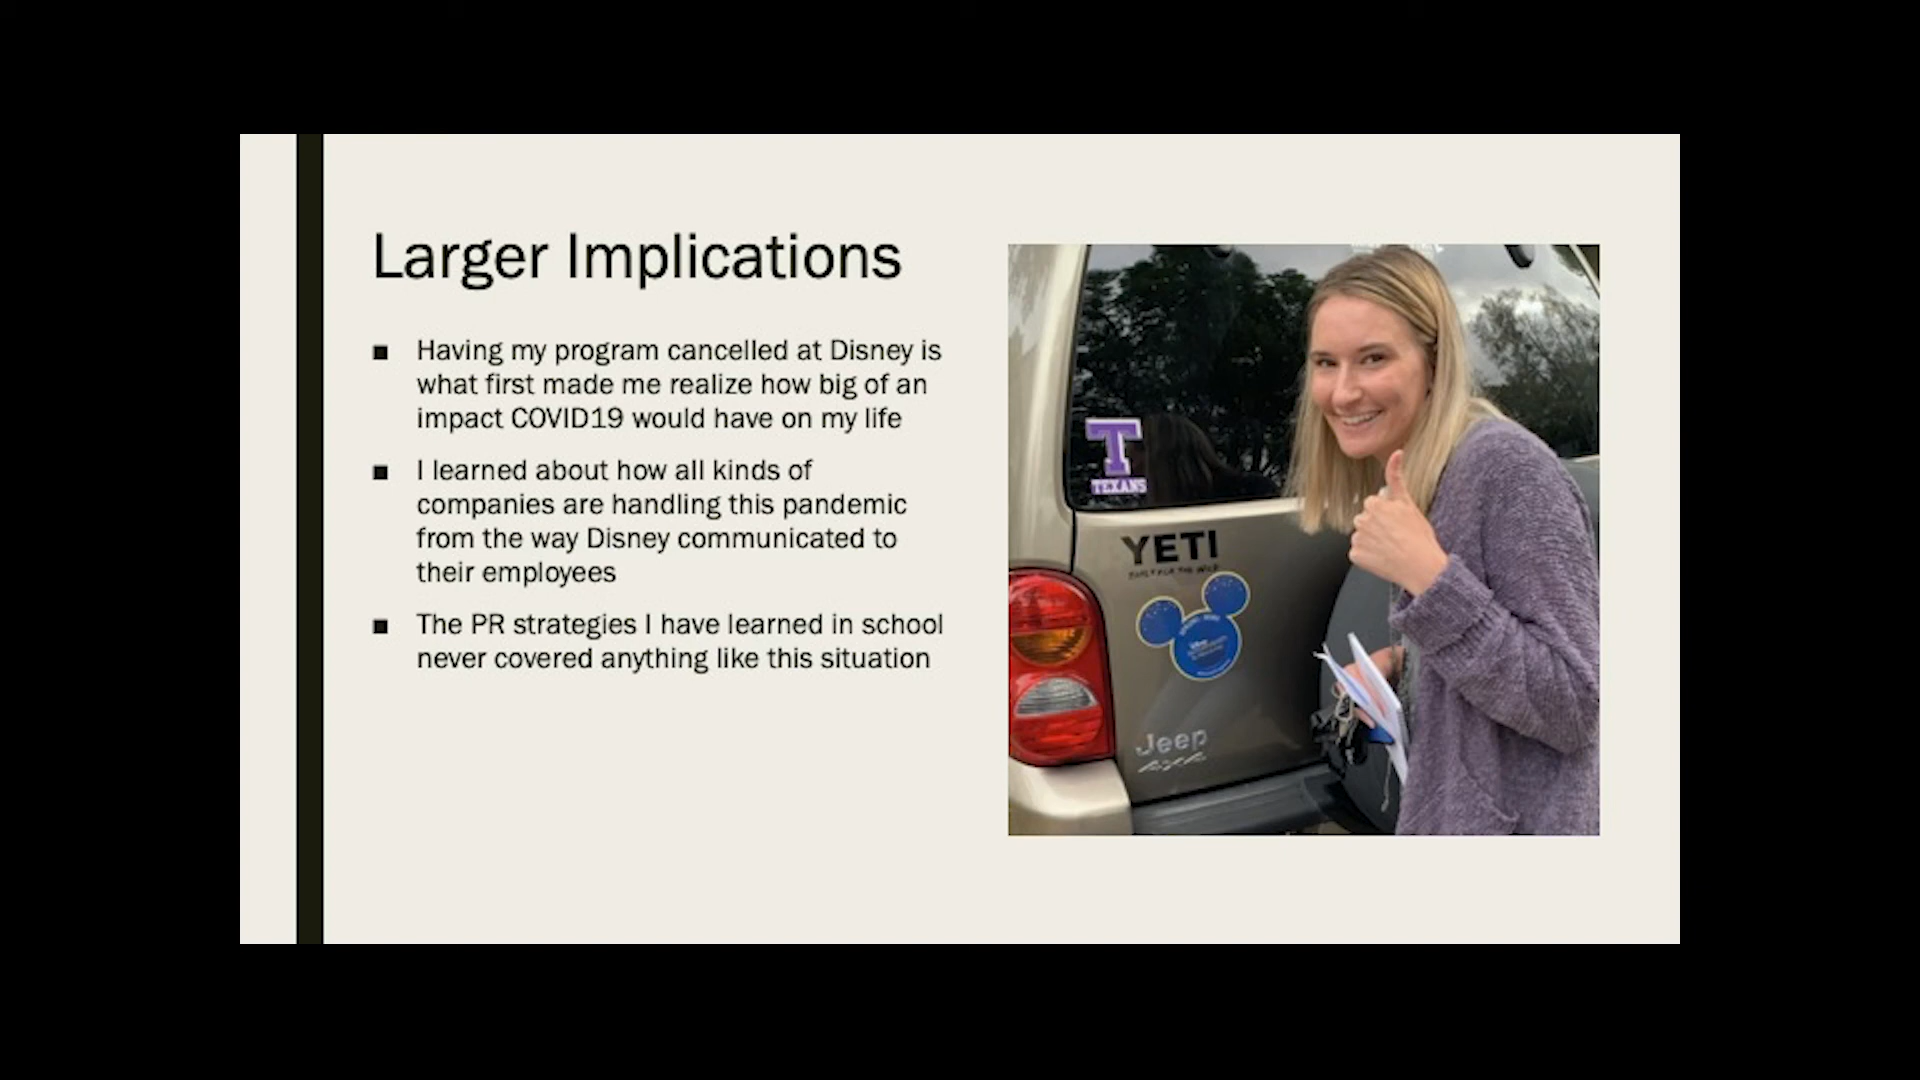 Larger Implications
Having my program cancelled at Disney is
what first made me realize how big of an
impact COVID19 would have on my life
I learned about how all kinds of
companies are handling this pandemic
from the way Disney communicated to
their employees
The PR strategies I have learned in school
never covered anything like this situation
T
TEXANS
YETI
Jeep
4x4